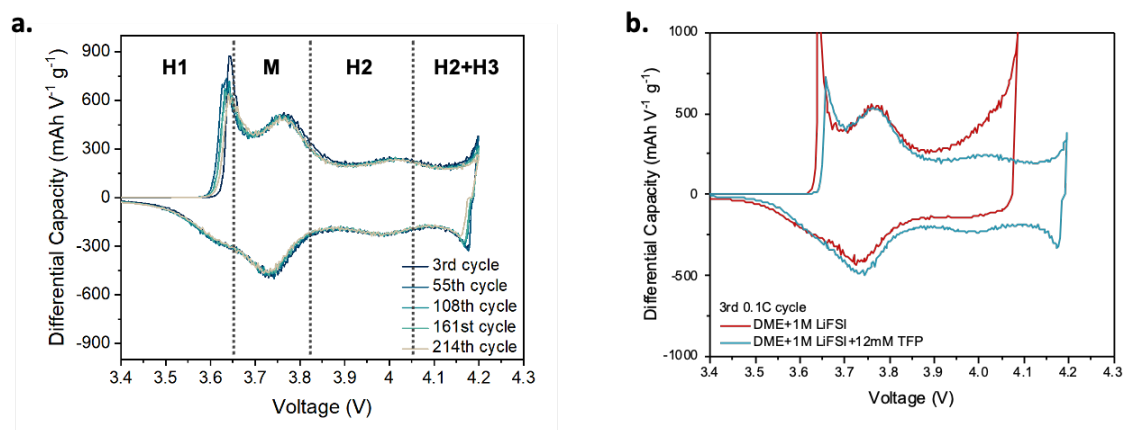 a.
Differential Capacity (mAh V⁻¹ g⁻¹)
900
600
300
0
-300
-600
-900
H1
M
H2
H2+H3
3rd cycle
55th cycle
108th cycle
161st cycle
214th cycle
3.4 3.5 3.6 3.7 3.8 3.9 4.0 4.1 4.2 4.3
Voltage (V)
b.
Differential Capacity (mAh V⁻¹ g⁻¹)
1000
500
0
-500
-1000
3rd 0.1C cycle
DME+1M LiFSI
DME+1M LiFSI+12mM TFP
3.4 3.5 3.6 3.7 3.8 3.9 4.0 4.1 4.2 4.3
Voltage (V)